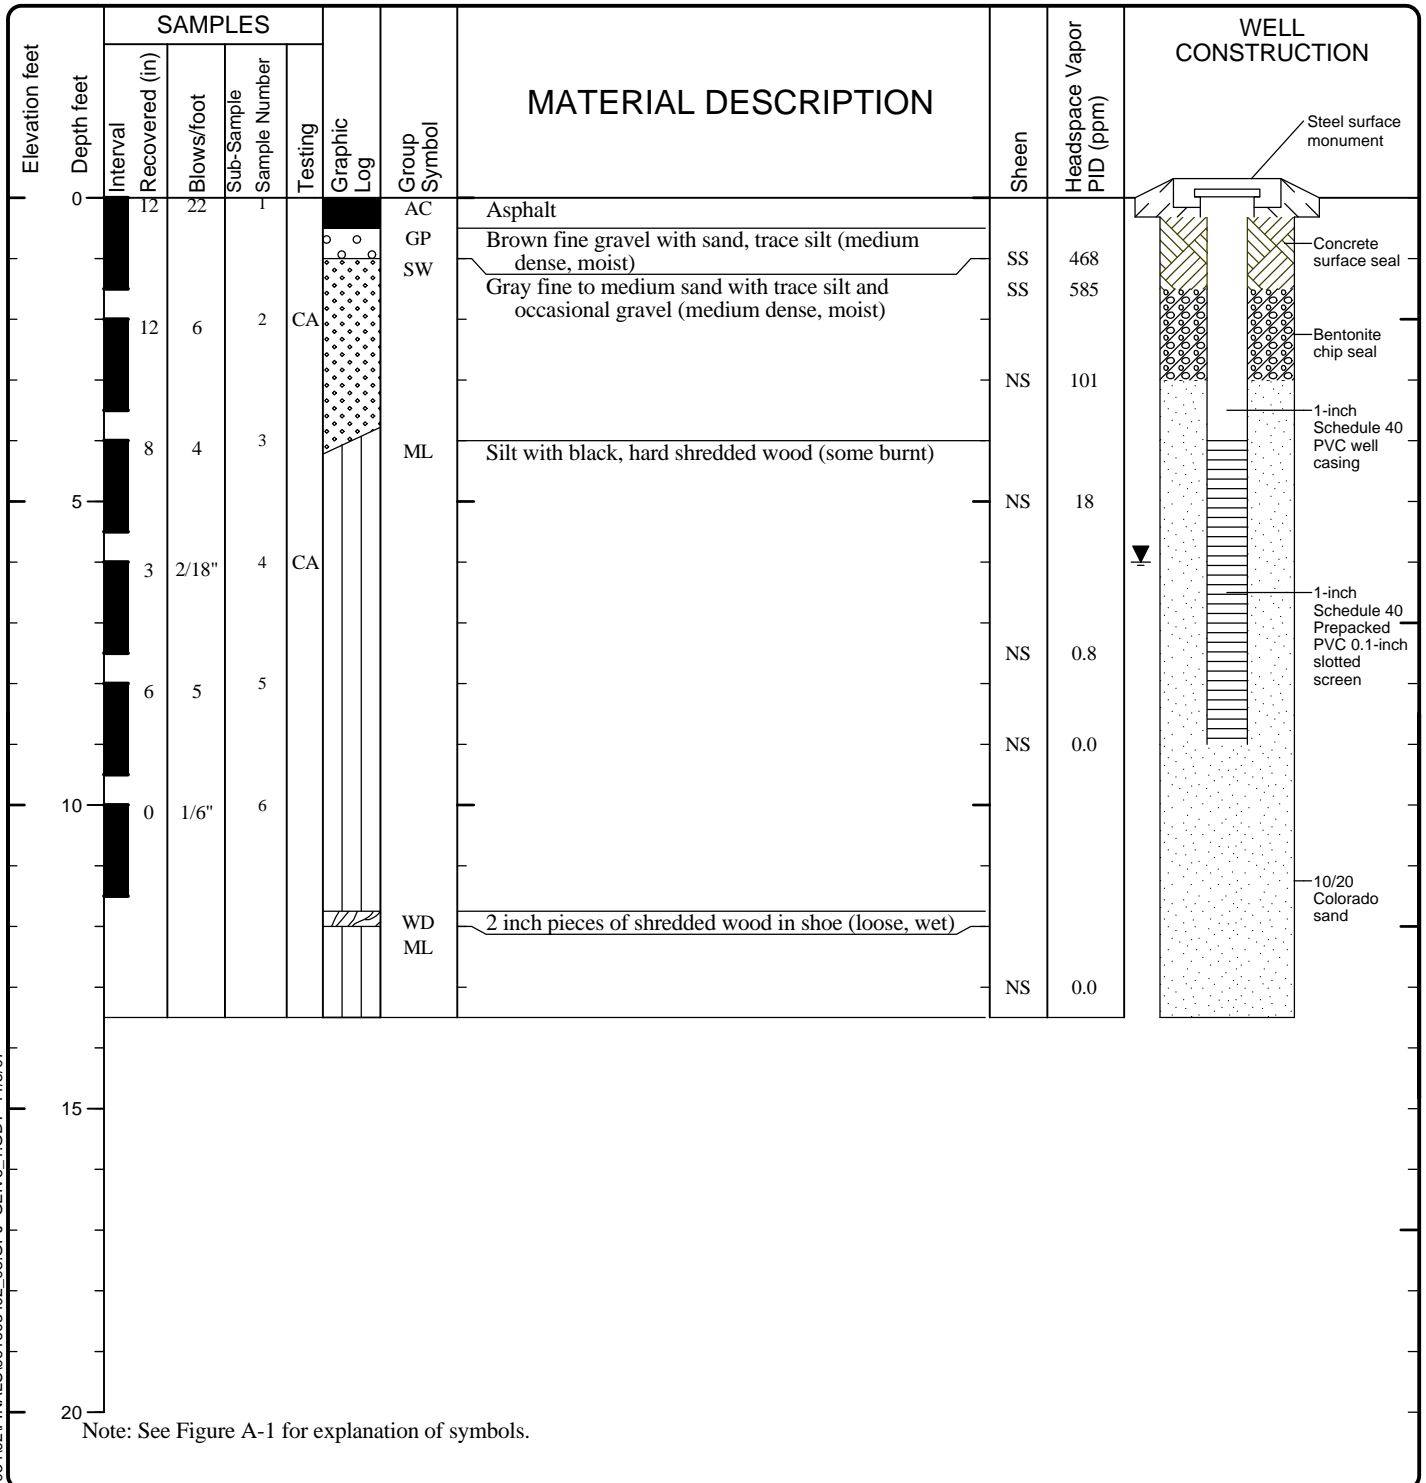 SAMPLES
Elevation feet
Depth feet
Interval
Recovered (in)
Blows/foot
Sub-Sample
Sample Number
Testing
Graphic
Log
Group
Symbol
MATERIAL DESCRIPTION
Sheen
Headspace Vapor
PID (ppm)
WELL
CONSTRUCTION
Steel surface
monument
0
12 22 1
AC Asphalt
GP Brown fine gravel with sand, trace silt (medium
dense, moist)
SS 468
Concrete
surface seal
SW
Gray fine to medium sand with trace silt and
occasional gravel (medium dense, moist)
SS 585
12 6 2 CA
Bentonite
chip seal
NS 101
1-inch
Schedule 40
PVC well
casing
8 4 3
ML Silt with black, hard shredded wood (some burnt)
5
NS 18
3 2/18" 4 CA
1-inch
Schedule 40
Prepacked
PVC 0.1-inch
slotted
screen
NS 0.8
6 5 5
NS 0.0
10
0 1/6" 6
10/20
Colorado
sand
WD 2 inch pieces of shredded wood in shoe (loose, wet)
ML
NS 0.0
15
20
Note: See Figure A-1 for explanation of symbols.